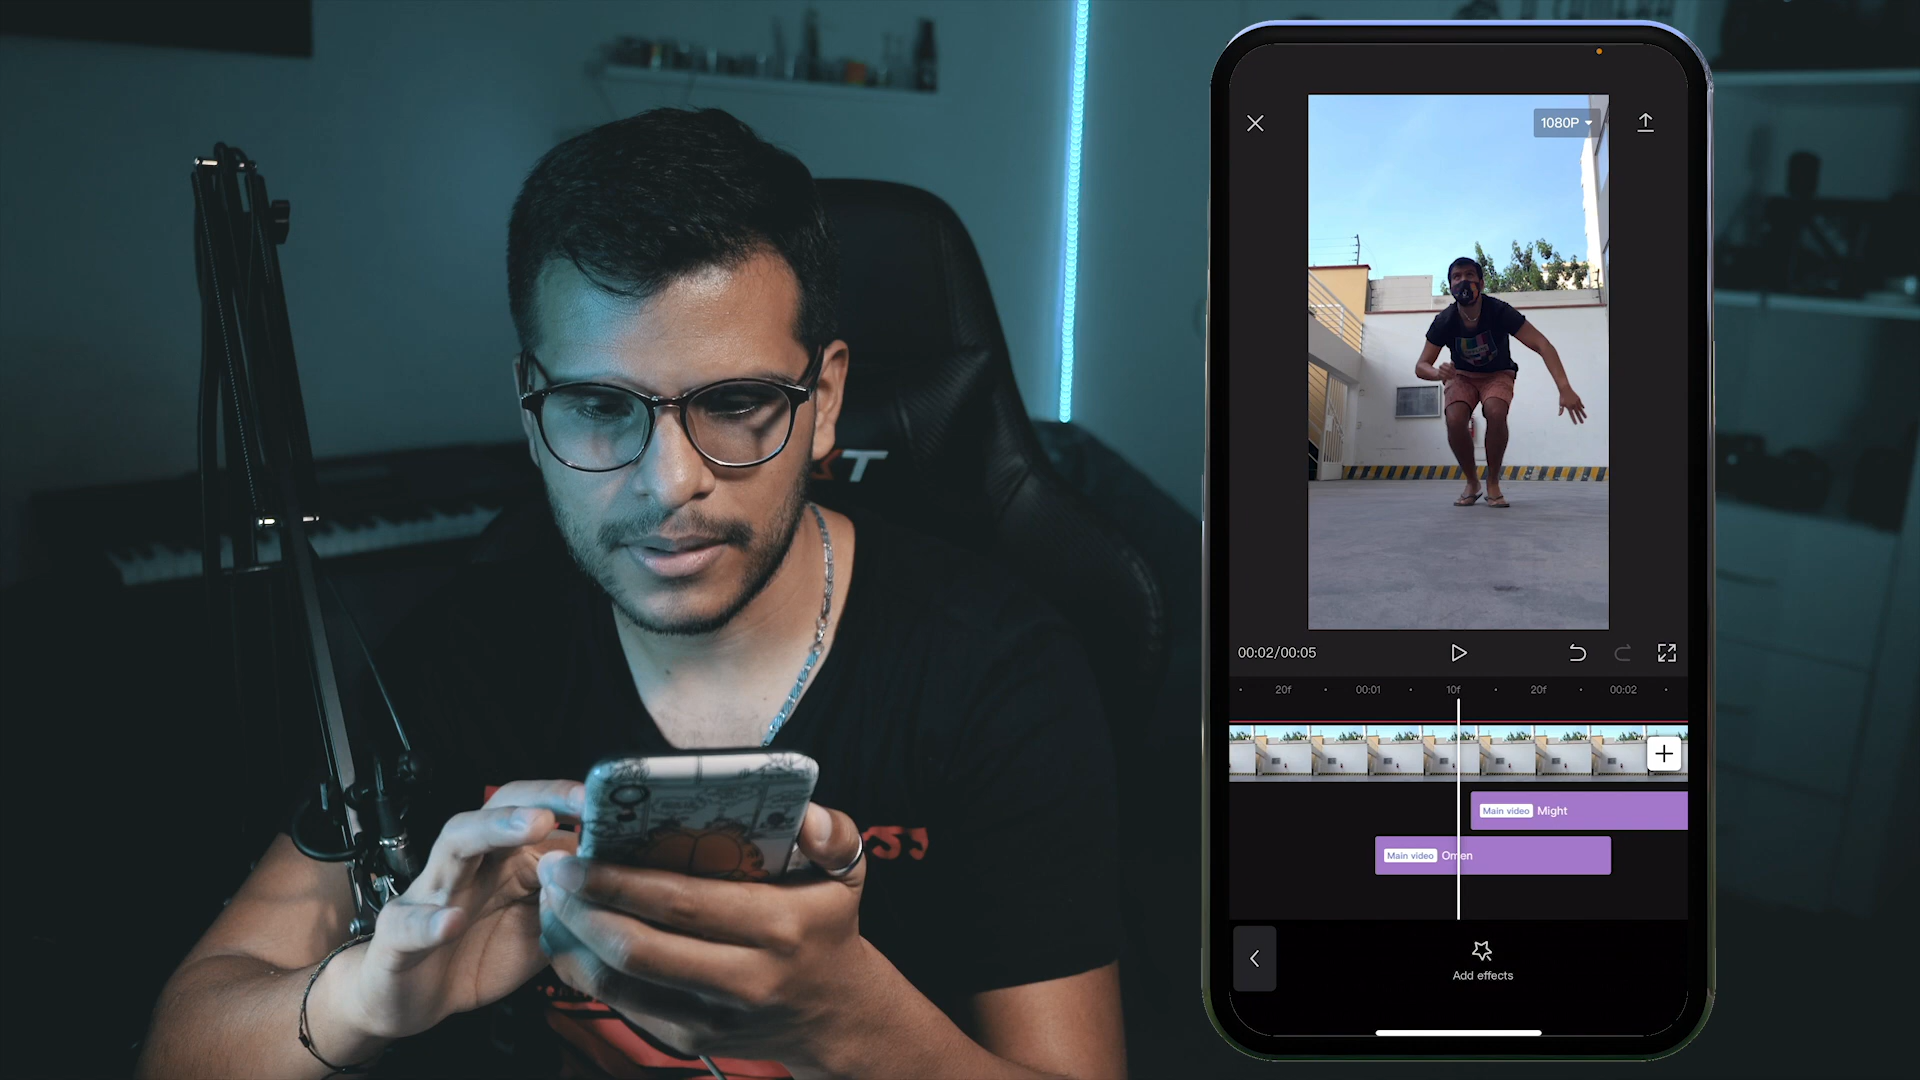 1080P
00:02/00:05
20f 00:01 10f 20f 00:02
Main video Might
Main video Omen
Add effects